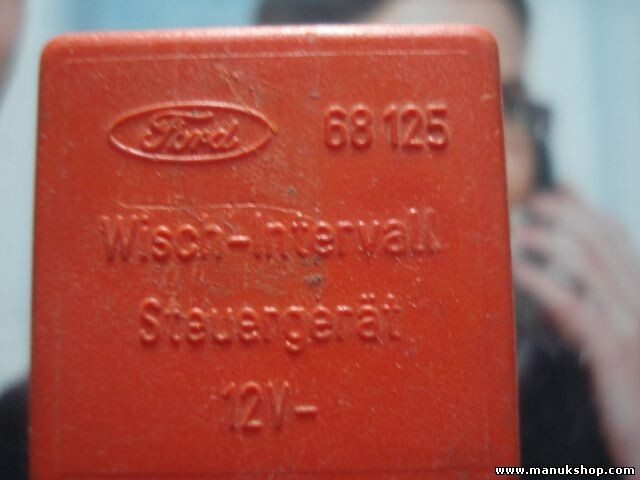 Ford 68 125
Wisch-Intervall
Steuergerät
12V-
www.manukshop.com